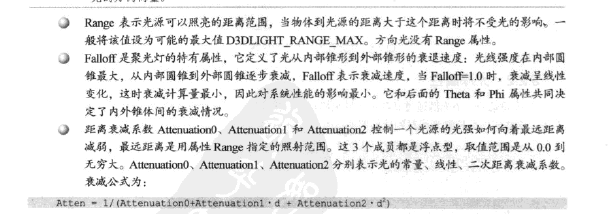 Range 表示光源可以照亮的距离范围，当物体到光源的距离大于这个距离时将不受光的影响。一
般将该值设为可能的最大值 D3DLIGHT_RANGE_MAX。方向光没有 Range 属性。
Falloff 是聚光灯的特有属性，它定义了光从内部锥形到外部锥形的衰退速度：光线强度在内部圆
锥最大，从内部圆锥到外部圆锥逐步衰减，Falloff 表示衰减速度，当 Falloff=1.0 时，衰减呈线性
变化，这时衰减计算量最小，因此对系统性能的影响最小。它和后面的 Theta 和 Phi 属性共同决
定了内外锥体间的衰减情况。
距离衰减系数 Attenuation0、Attenuation1 和 Attenuation2 控制一个光源的光强如何向着最远距离
减弱，最远距离是用属性 Range 指定的照射范围。这 3 个成员都是浮点型，取值范围是从 0.0 到
无穷大。Attenuation0、Attenuation1、Attenuation2 分别表示光的常量、线性、二次距离衰减系数。
衰减公式为：
Atten = 1/(Attenuation0+Attenuation1·d + Attenuation2·d²)